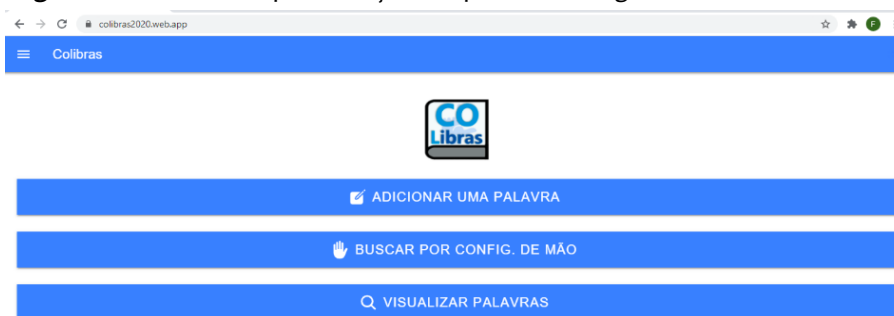 colibras2020.web.app
F
Colibras
CO
Libras
ADICIONAR UMA PALAVRA
BUSCAR POR CONFIG. DE MÃO
VISUALIZAR PALAVRAS